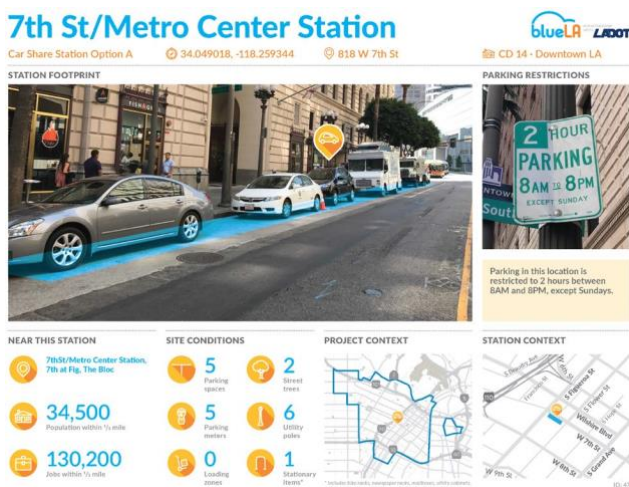 7th St/Metro Center Station
blueLA LADOT
Car Share Station Option A
34.049018, -118.259344
818 W 7th St
CD 14 - Downtown LA
STATION FOOTPRINT
PARKING RESTRICTIONS
2 HOUR
PARKING
8AM TO 8PM
EXCEPT SUNDAY
Parking in this location is
restricted to 2 hours between
8AM and 8PM, except Sundays.
NEAR THIS STATION
7thSt/Metro Center Station,
7th at Fig, The Bloc
34,500
Population within ½ mile
130,200
Jobs within ½ mile
SITE CONDITIONS
5
Parking
spaces
2
Street
trees
5
Parking
meters
6
Utility
poles
0
Loading
zones
1
Stationary
items*
PROJECT CONTEXT
STATION CONTEXT
S Figueroa St
S Flower St
S Hope St
Wilshire Blvd
W 7th St
S Grand Ave
W 8th St
W 9th St